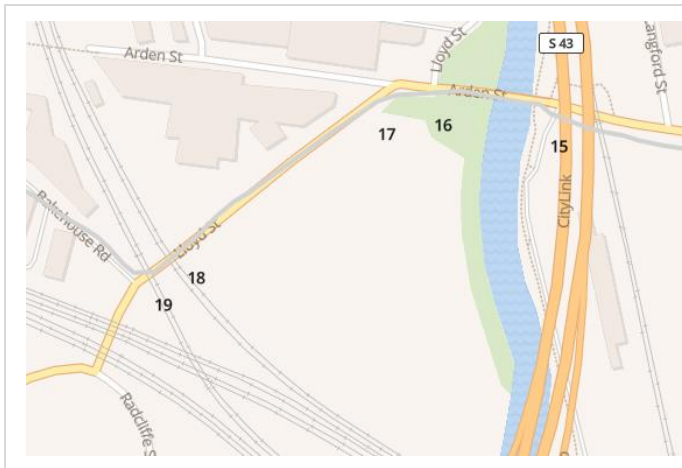 Lloyd St
S 43
Langford St
Arden St
Arden St
17
16
15
CityLink
Bakehouse Rd
Lloyd St
18
19
Radcliffe S